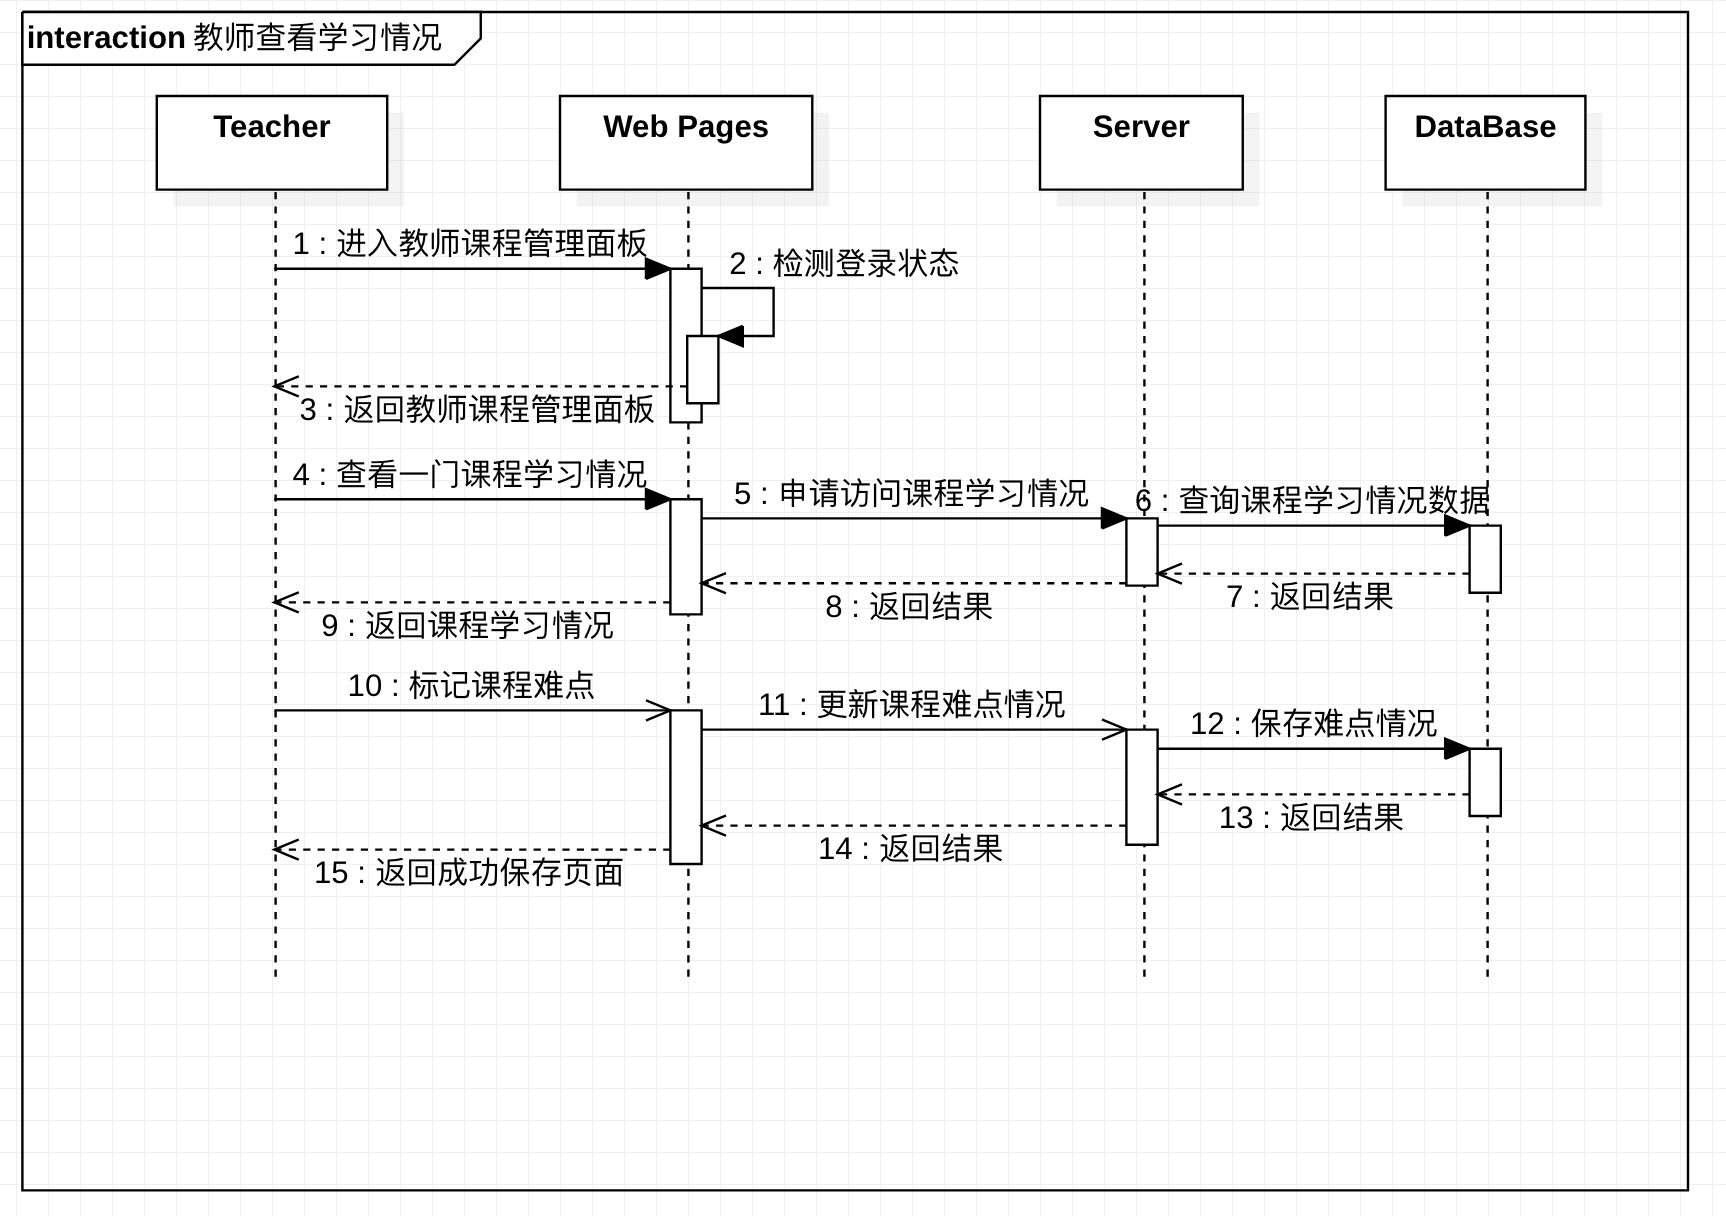 interaction 教师查看学习情况
Teacher
Web Pages
Server
DataBase
1 : 进入教师课程管理面板
2 : 检测登录状态
3 : 返回教师课程管理面板
4 : 查看一门课程学习情况
5 : 申请访问课程学习情况
6 : 查询课程学习情况数据
7 : 返回结果
8 : 返回结果
9 : 返回课程学习情况
10 : 标记课程难点
11 : 更新课程难点情况
12 : 保存难点情况
13 : 返回结果
14 : 返回结果
15 : 返回成功保存页面